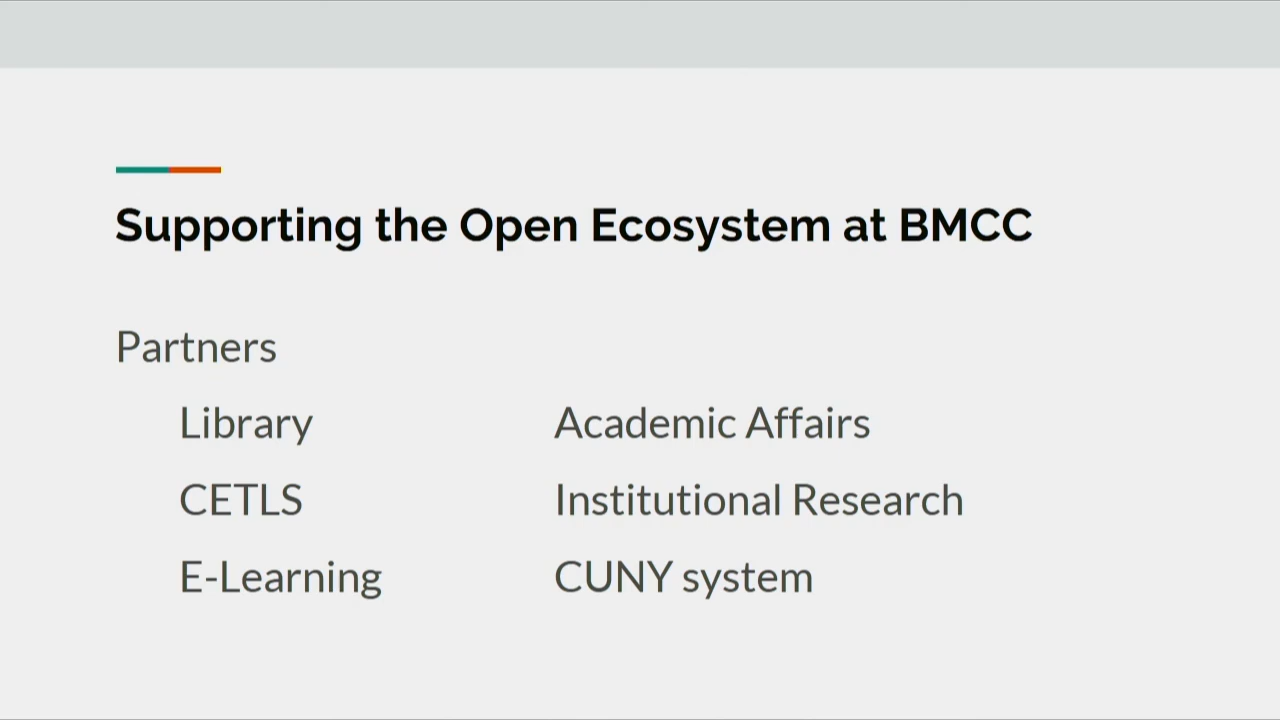 Supporting the Open Ecosystem at BMCC
Partners
Library Academic Affairs
CETLS Institutional Research
E-Learning CUNY system